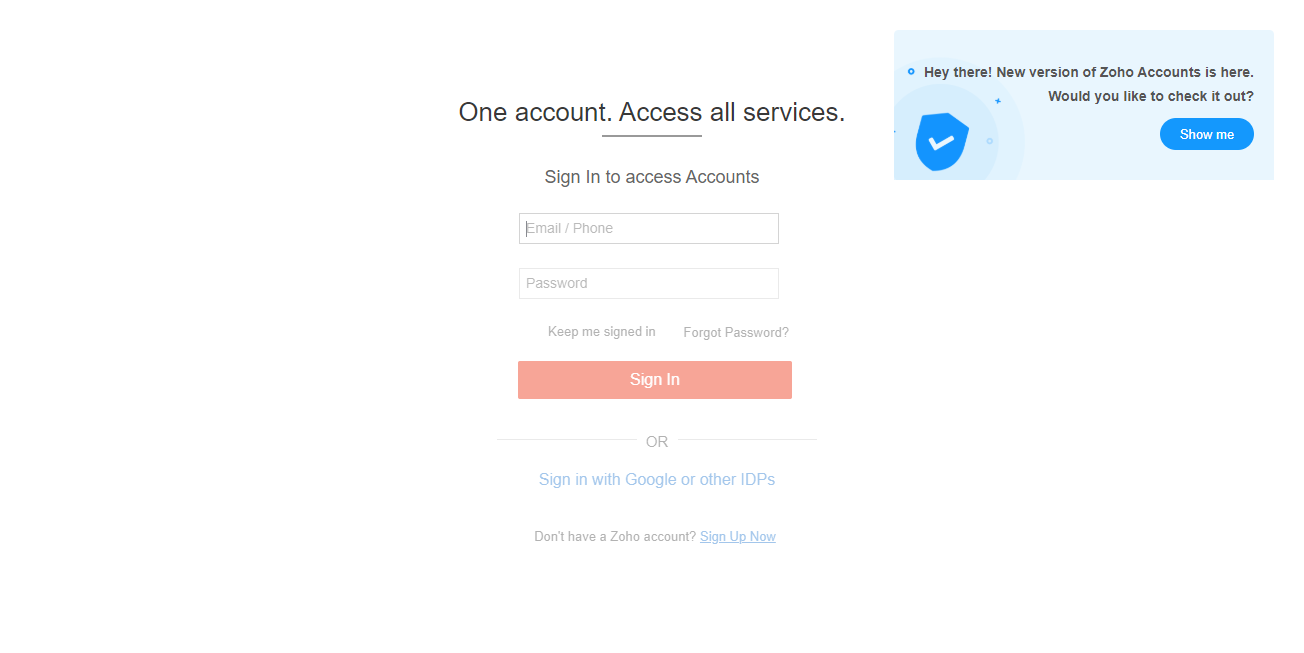 Hey there! New version of Zoho Accounts is here.
Would you like to check it out?
Show me
One account. Access all services.
Sign In to access Accounts
Email / Phone
Password
Keep me signed in Forgot Password?
Sign In
OR
Sign in with Google or other IDPs
Don't have a Zoho account? Sign Up Now